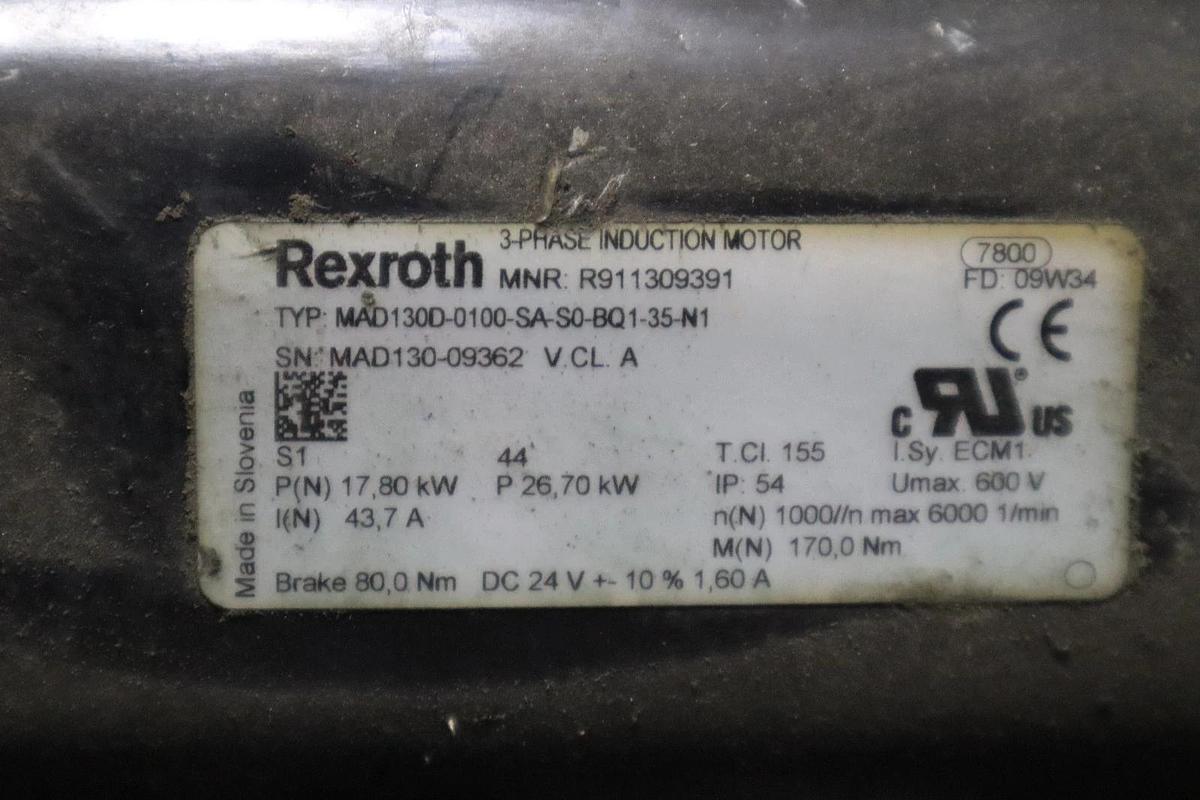 Rexroth 3-PHASE INDUCTION MOTOR
7800
MNR: R911309391
FD: 09W34
TYP: MAD130D-0100-SA-S0-BQ1-35-N1
CE
SN: MAD130-09362 V.CL. A
c RU ® US
Made in Slovenia
S1 44 T.Cl. 155 I.Sy. ECM1
P(N) 17,80 kW P 26,70 kW IP: 54 Umax. 600 V
I(N) 43,7 A n(N) 1000//n max 6000 1/min
M(N) 170,0 Nm
Brake 80,0 Nm DC 24 V +- 10 % 1,60 A